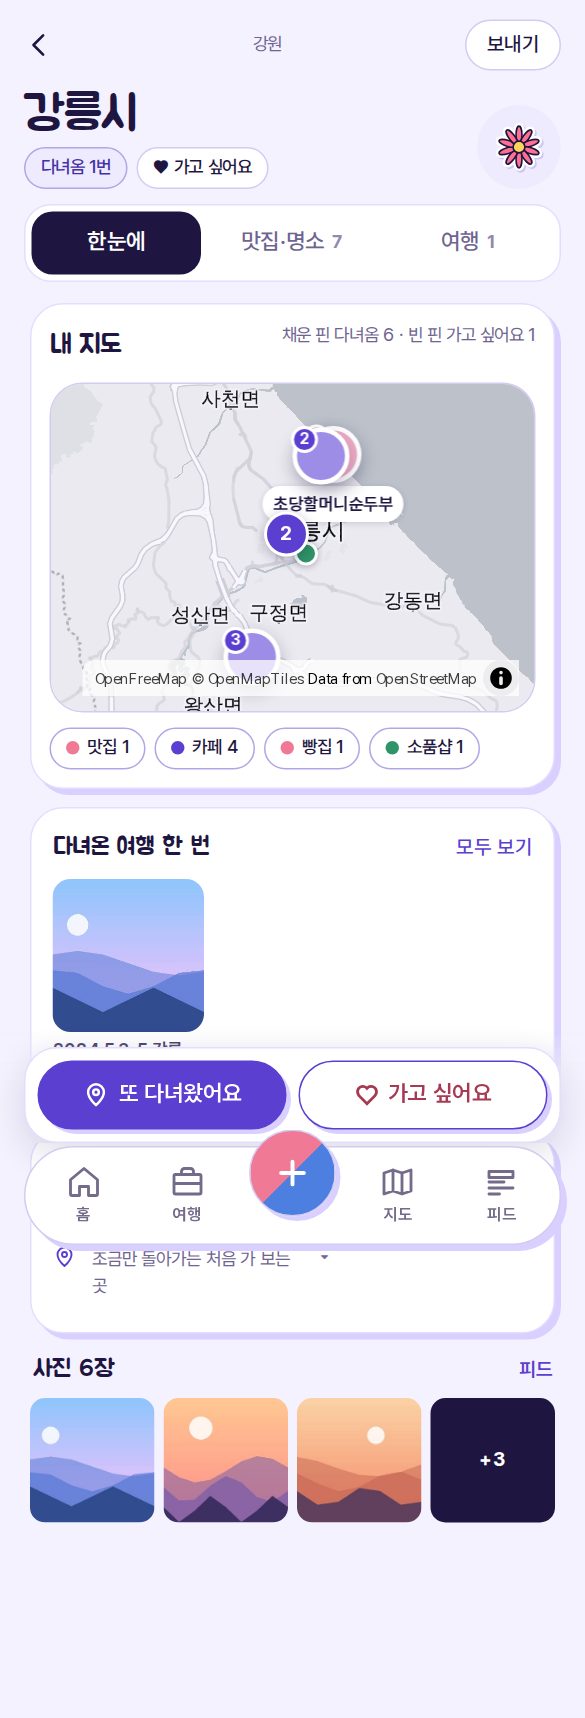 강원
보내기
강릉시
다녀옴 1번
가고 싶어요
한눈에
맛집·명소 7
여행 1
내 지도
채운 핀 다녀옴 6 · 빈 핀 가고 싶어요 1
사천면
2
초당할머니순두부
2
릉시
강동면
성산면
구정면
3
OpenFreeMap © OpenMapTiles Data from OpenStreetMap
왕산면
맛집 1
카페 4
빵집 1
소품샵 1
다녀온 여행 한 번
모두 보기
또 다녀왔어요
가고 싶어요
홈
여행
지도
피드
조금만 돌아가는 처음 가 보는
곳
사진 6장
피드
+3